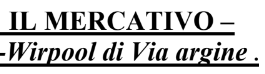 IL MERCATIVO –
-Wirpool di Via argine .